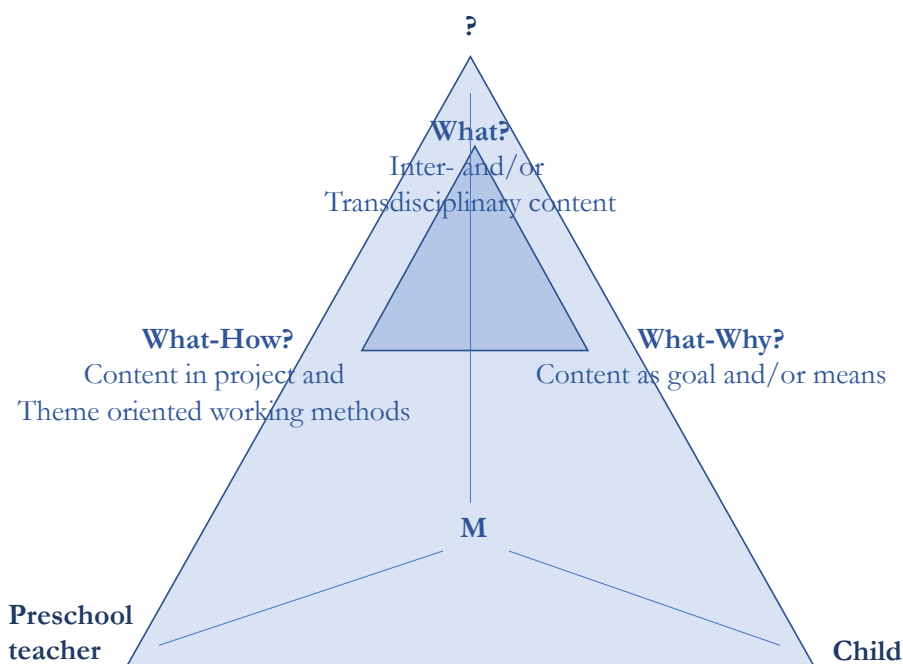 ?
What?
Inter- and/or
Transdisciplinary content
What-How?
Content in project and
Theme oriented working methods
What-Why?
Content as goal and/or means
M
Preschool
teacher
Child